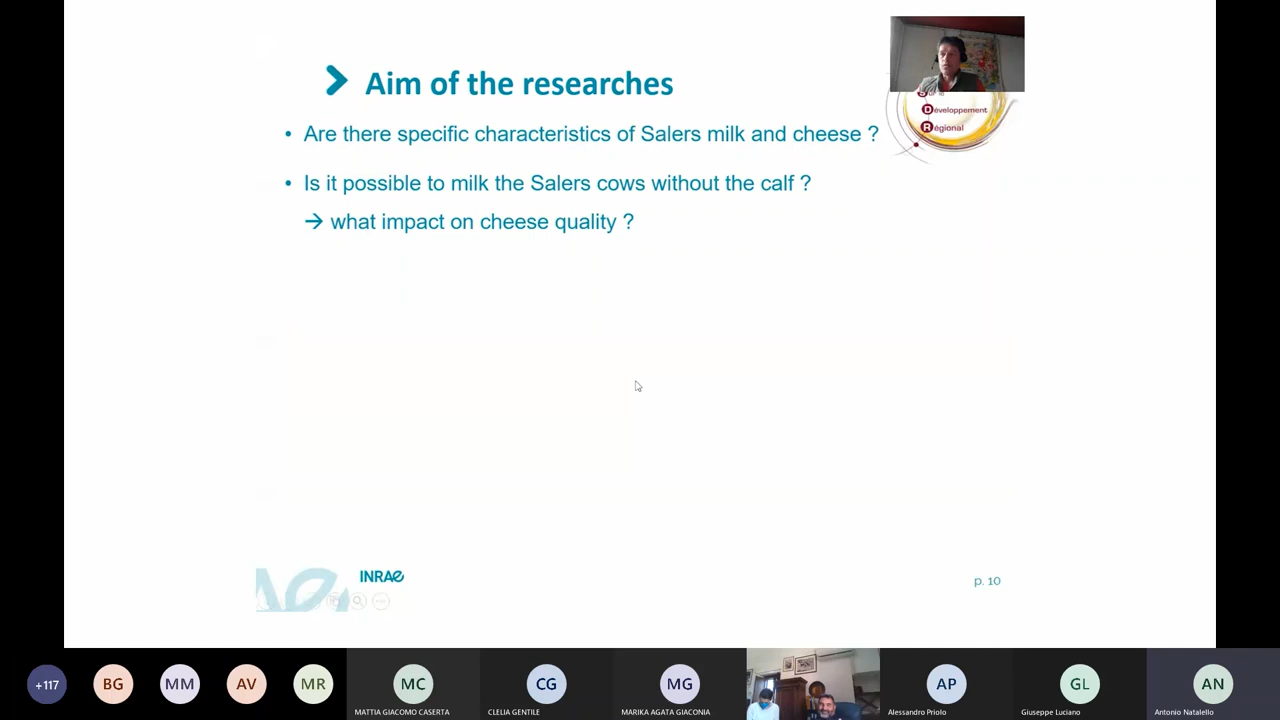 Aim of the researches
• Are there specific characteristics of Salers milk and cheese ?
Développement
Régional
• Is it possible to milk the Salers cows without the calf ?
→ what impact on cheese quality ?
INRAE
p. 10
+117
BG
MM
AV
MR
MC
CG
MG
AP
GL
AN
MATTIA GIACOMO CASERTA
CLELIA GENTILE
MARIKA AGATA GIACONIA
Alessandro Priolo
Giuseppe Luciano
Antonio Natalello